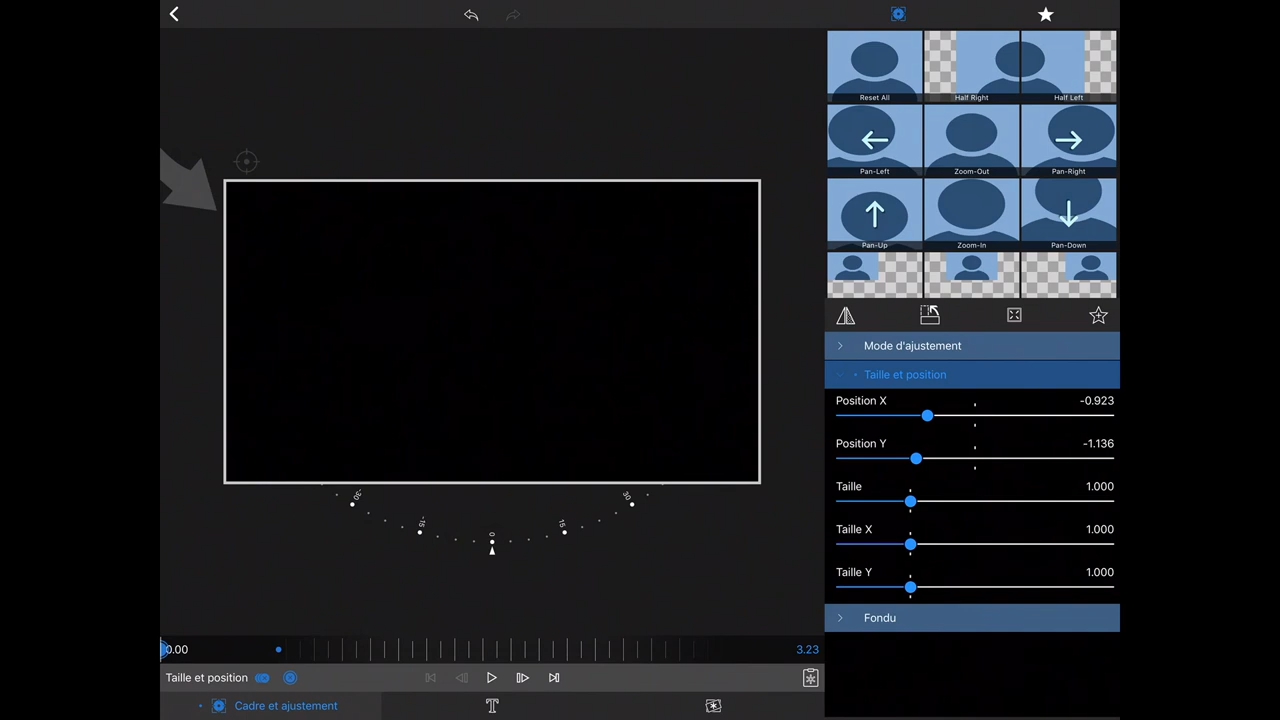 Reset All
Half Right
Half Left
Pan-Left
Zoom-Out
Pan-Right
Pan-Up
Zoom-In
Pan-Down
Mode d'ajustement
Taille et position
Position X -0.923
Position Y -1.136
Taille 1.000
Taille X 1.000
Taille Y 1.000
Fondu
-30 -15 0 15 30
0.00 3.23
Taille et position
Cadre et ajustement
T